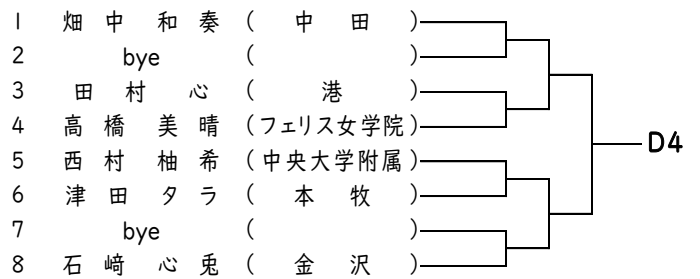 1 畑中 和奏 (中田)
2 bye ( )
3 田村 心 (港)
4 高橋 美晴 (フェリス女学院)
5 西村 柚希 (中央大学附属)
6 津田 夕ラ (本牧)
7 bye ( )
8 石﨑 心兎 (金沢)
D4